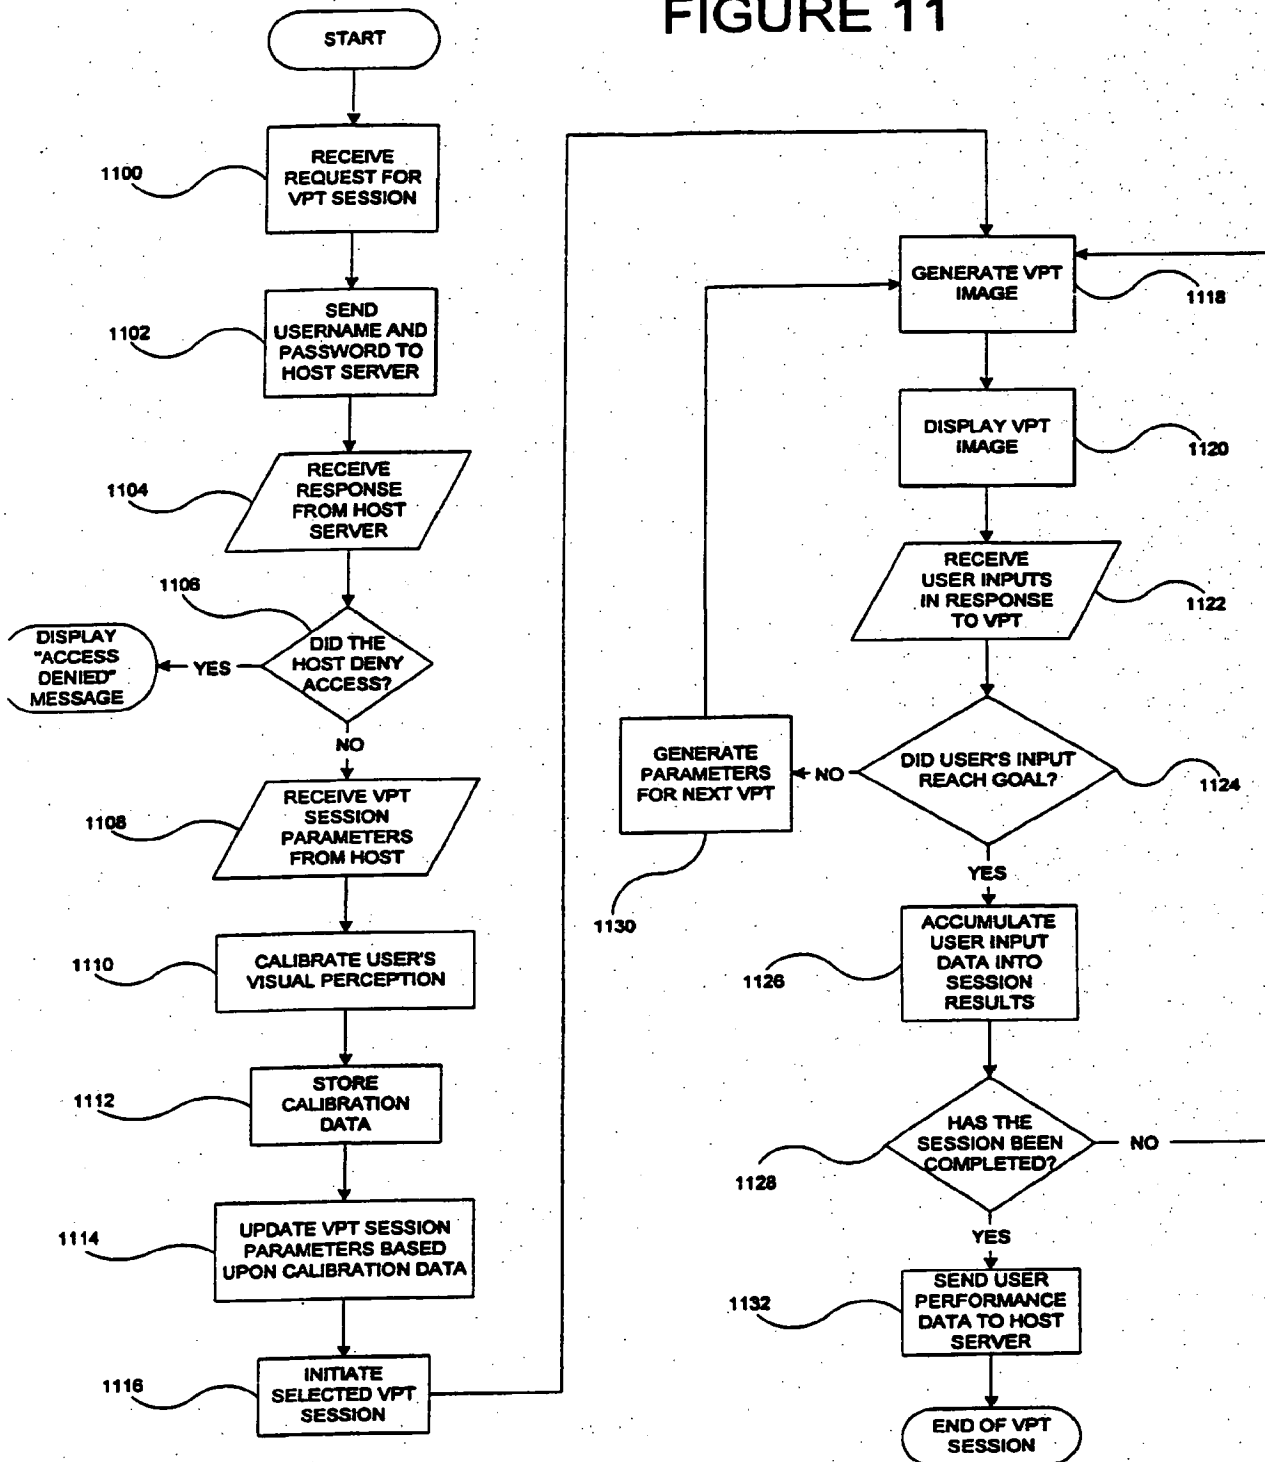 FIGURE 11
START
1100
RECEIVE
REQUEST FOR
VPT SESSION
1102
SEND
USERNAME AND
PASSWORD TO
HOST SERVER
1104
RECEIVE
RESPONSE
FROM HOST
SERVER
1106
DID THE
HOST DENY
ACCESS?
YES
DISPLAY
"ACCESS
DENIED"
MESSAGE
NO
1108
RECEIVE VPT
SESSION
PARAMETERS
FROM HOST
1110
CALIBRATE USER'S
VISUAL PERCEPTION
1112
STORE
CALIBRATION
DATA
1114
UPDATE VPT SESSION
PARAMETERS BASED
UPON CALIBRATION DATA
1116
INITIATE
SELECTED VPT
SESSION
GENERATE VPT
IMAGE
1118
DISPLAY VPT
IMAGE
1120
RECEIVE
USER INPUTS
IN RESPONSE
TO VPT
1122
DID USER'S INPUT
REACH GOAL?
1124
NO
GENERATE
PARAMETERS
FOR NEXT VPT
1130
YES
ACCUMULATE
USER INPUT
DATA INTO
SESSION
RESULTS
1126
HAS THE
SESSION BEEN
COMPLETED?
1128
NO
YES
SEND USER
PERFORMANCE
DATA TO HOST
SERVER
1132
END OF VPT
SESSION